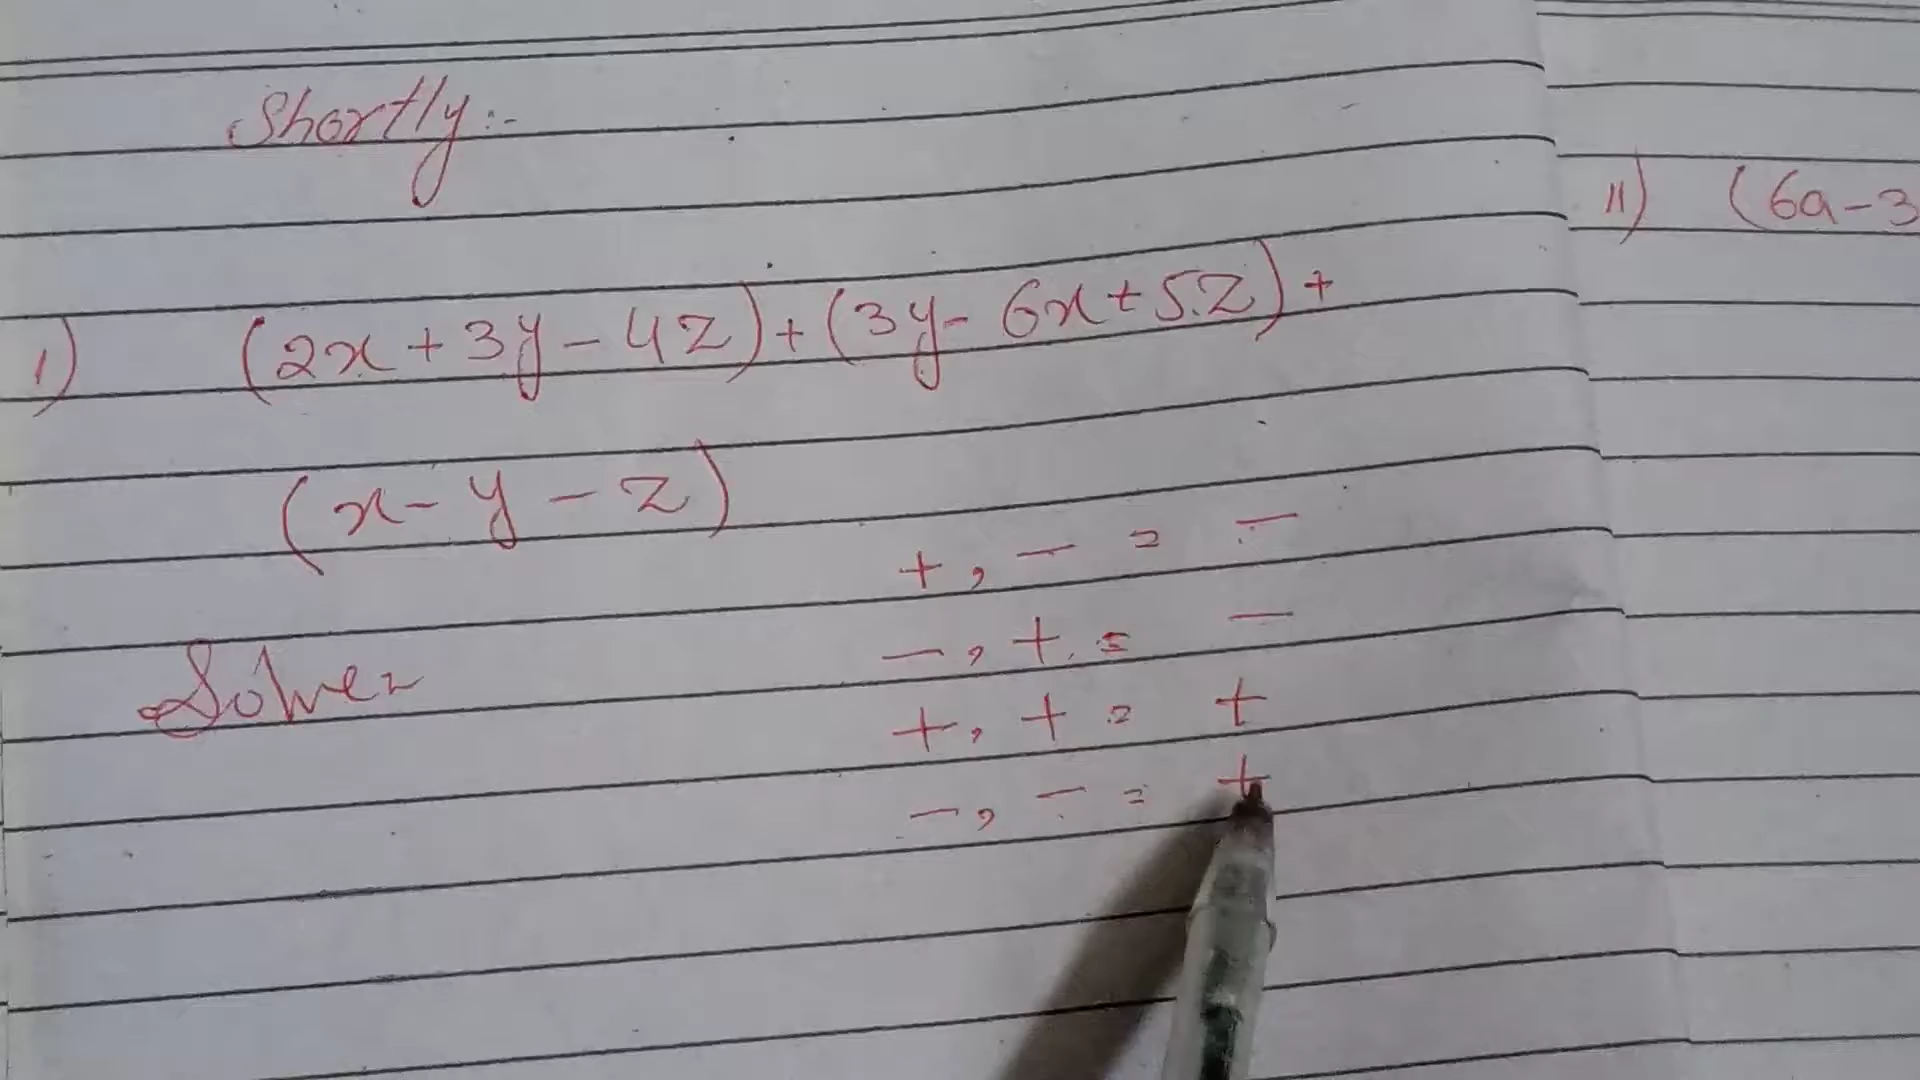 Shortly:-
1) (2x+3y-4z)+(3y-6x+5z)+
(x-y-z)
+, - = -
-, + = -
Solve
+, + = +
-, - = +
11) (6a-3